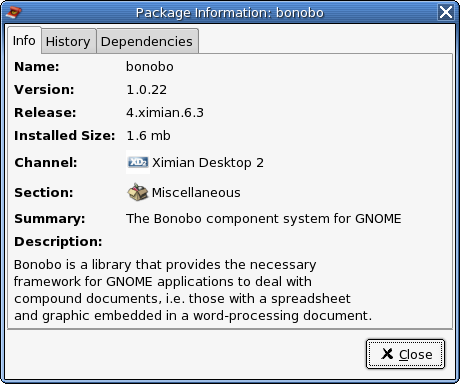 Package Information: bonobo
Info History Dependencies
Name: bonobo
Version: 1.0.22
Release: 4.ximian.6.3
Installed Size: 1.6 mb
Channel: XD2 Ximian Desktop 2
Section: Miscellaneous
Summary: The Bonobo component system for GNOME
Description:
Bonobo is a library that provides the necessary
framework for GNOME applications to deal with
compound documents, i.e. those with a spreadsheet
and graphic embedded in a word-processing document.
Close